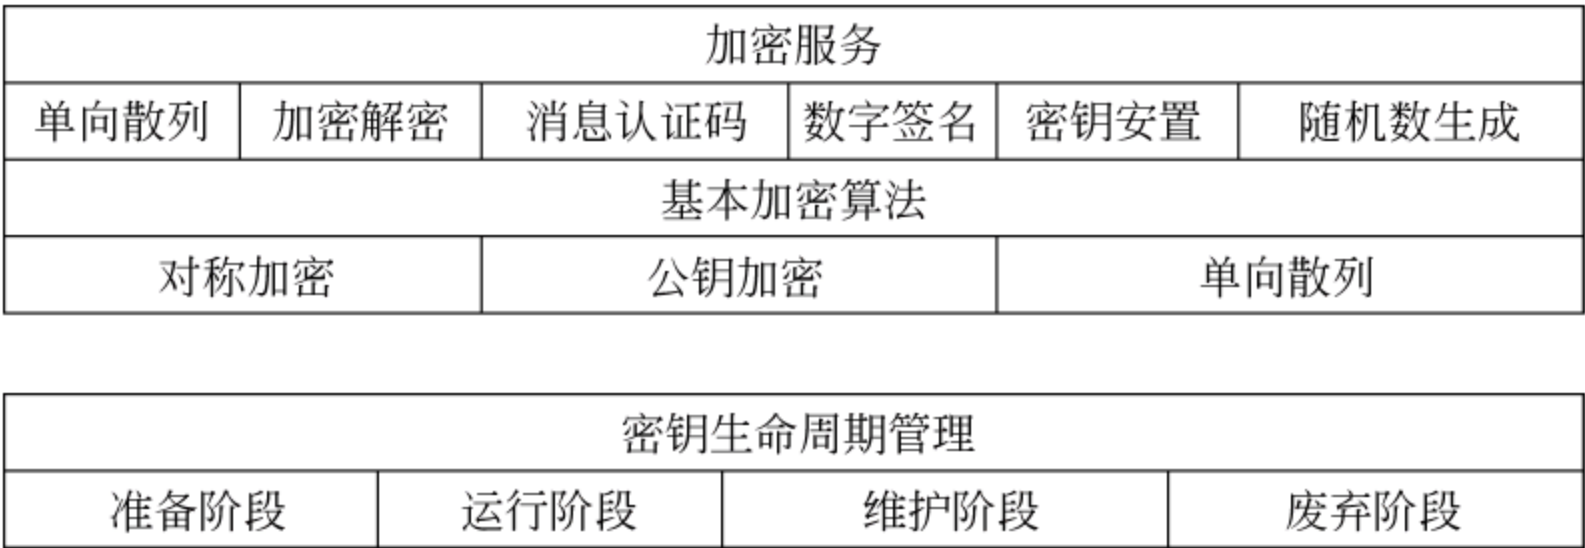 加密服务
单向散列 加密解密 消息认证码 数字签名 密钥安置 随机数生成
基本加密算法
对称加密 公钥加密 单向散列
密钥生命周期管理
准备阶段 运行阶段 维护阶段 废弃阶段